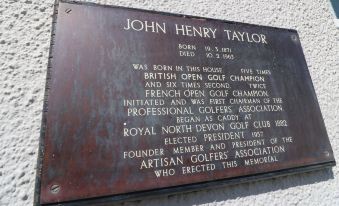 JOHN HENRY TAYLOR
BORN 19.3.1871
DIED 10.2.1963
WAS BORN IN THIS HOUSE FIVE TIMES
BRITISH OPEN GOLF CHAMPION
AND SIX TIMES SECOND. TWICE
FRENCH OPEN GOLF CHAMPION.
INITIATED AND WAS FIRST CHAIRMAN OF THE
PROFESSIONAL GOLFERS' ASSOCIATION
BEGAN AS CADDY AT
ROYAL NORTH DEVON GOLF CLUB 1882
ELECTED PRESIDENT 1957
FOUNDER MEMBER AND PRESIDENT OF THE
ARTISAN GOLFERS' ASSOCIATION
WHO ERECTED THIS MEMORIAL